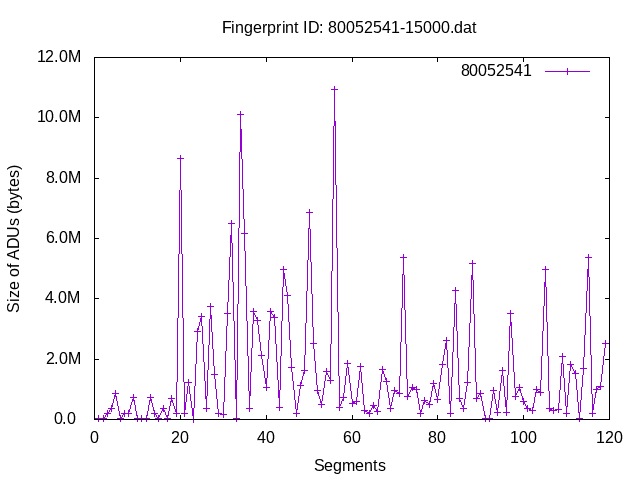 Fingerprint ID: 80052541-15000.dat
80052541
12.0M
10.0M
8.0M
6.0M
4.0M
2.0M
0.0
Size of ADUs (bytes)
0 20 40 60 80 100 120
Segments